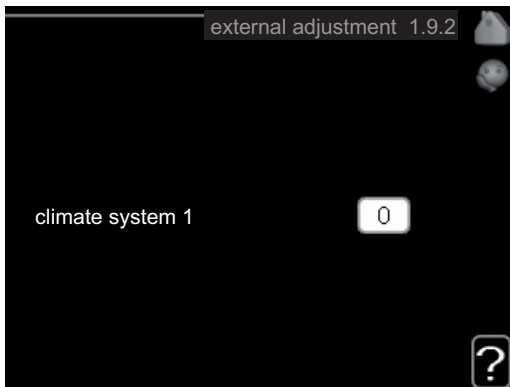 external adjustment 1.9.2
climate system 1
0
?